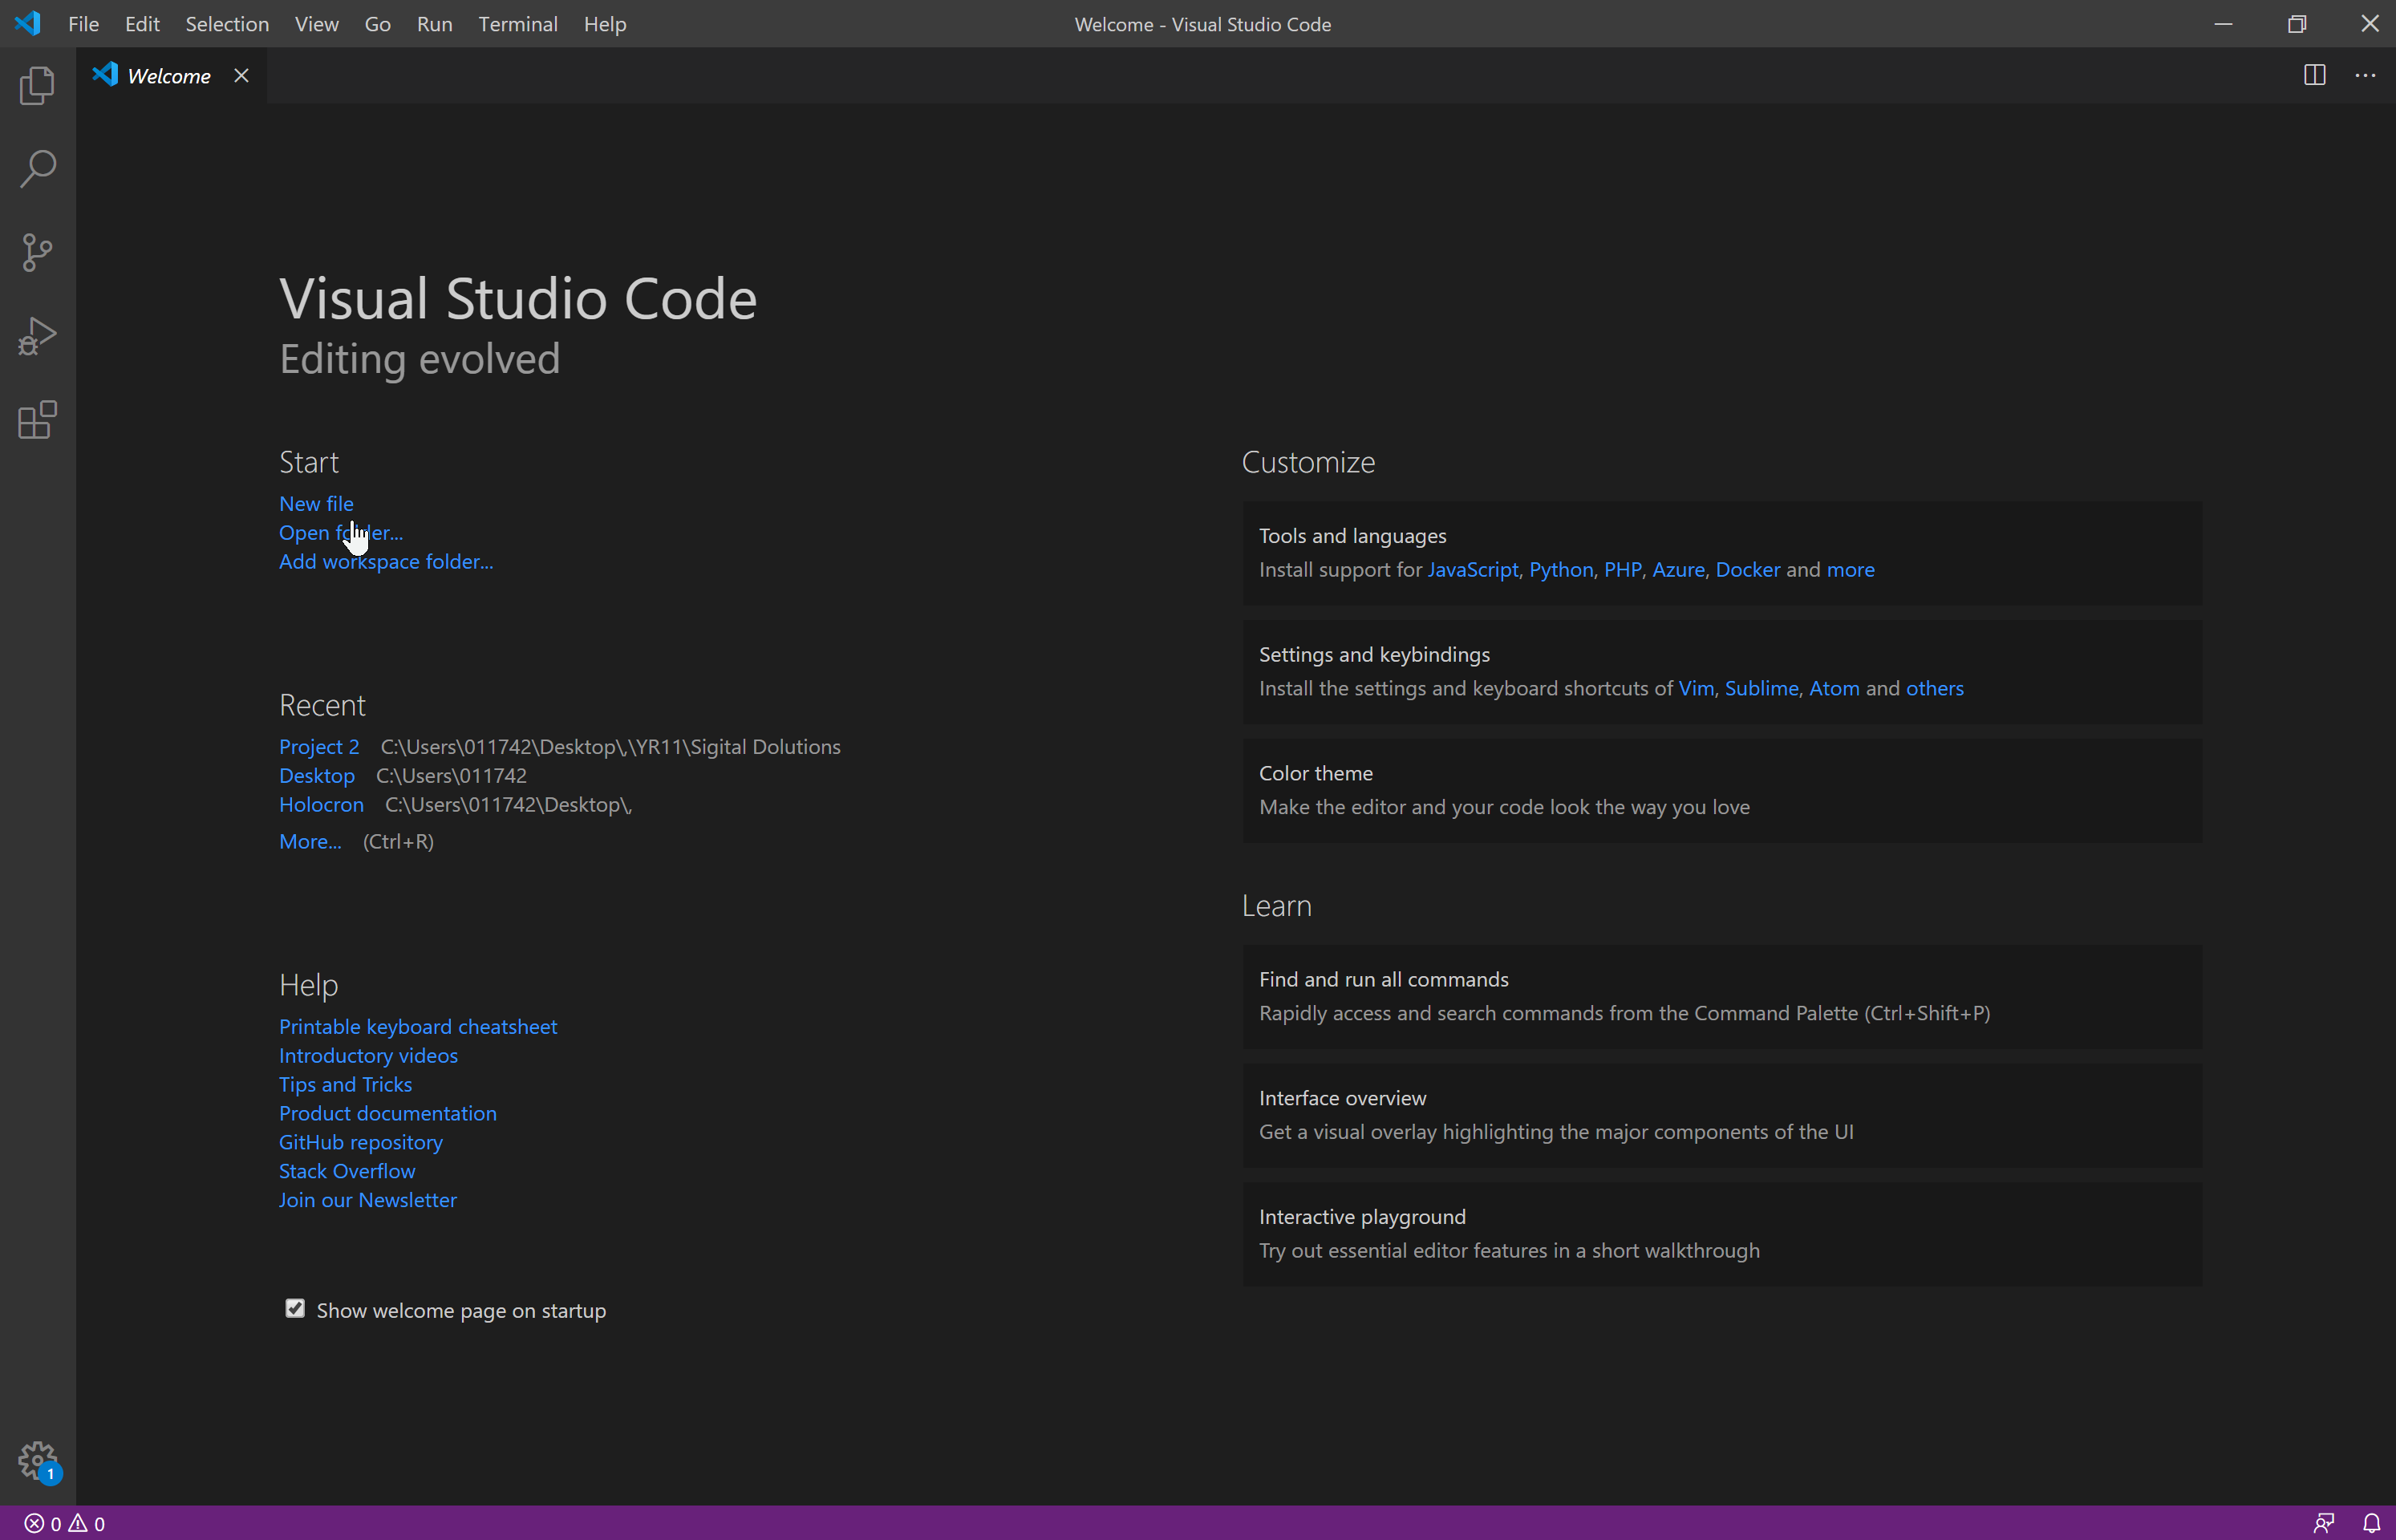 File Edit Selection View Go Run Terminal Help Welcome - Visual Studio Code
Welcome
Visual Studio Code
Editing evolved
Start
New file
Open folder...
Add workspace folder...
Recent
Project 2 C:\Users\011742\Desktop\,\YR11\Sigital Dolutions
Desktop C:\Users\011742
Holocron C:\Users\011742\Desktop\,
More... (Ctrl+R)
Help
Printable keyboard cheatsheet
Introductory videos
Tips and Tricks
Product documentation
GitHub repository
Stack Overflow
Join our Newsletter
Show welcome page on startup
Customize
Tools and languages
Install support for JavaScript, Python, PHP, Azure, Docker and more
Settings and keybindings
Install the settings and keyboard shortcuts of Vim, Sublime, Atom and others
Color theme
Make the editor and your code look the way you love
Learn
Find and run all commands
Rapidly access and search commands from the Command Palette (Ctrl+Shift+P)
Interface overview
Get a visual overlay highlighting the major components of the UI
Interactive playground
Try out essential editor features in a short walkthrough
1
0 0